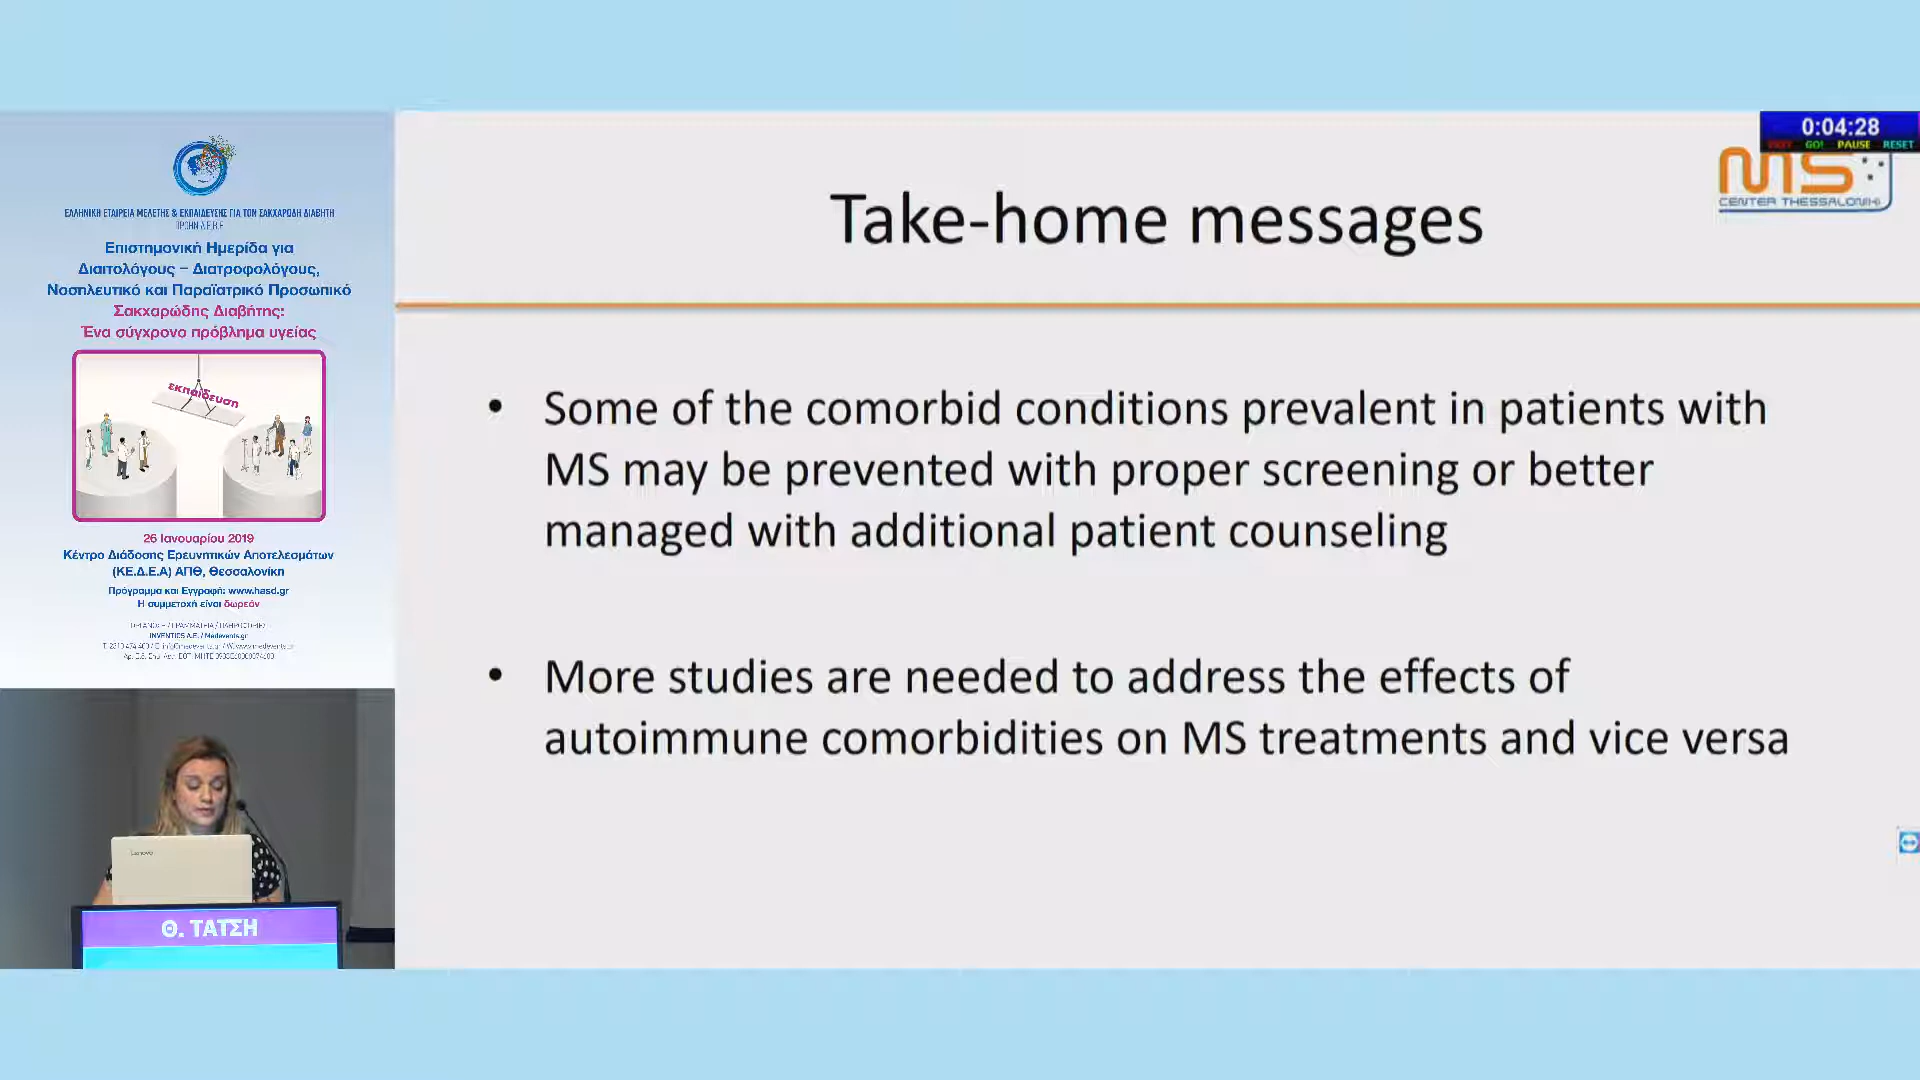 ΕΛΛΗΝΙΚΗ ΕΤΑΙΡΕΙΑ ΜΕΛΕΤΗΣ & ΕΚΠΑΙΔΕΥΣΗΣ ΓΙΑ ΤΟΝ ΣΑΚΧΑΡΩΔΗ ΔΙΑΒΗΤΗ
Επιστημονική Ημερίδα για
Διαιτολόγους – Διατροφολόγους,
Νοσηλευτικό και Παραϊατρικό Προσωπικό
Σακχαρώδης Διαβήτης:
Ένα σύγχρονο πρόβλημα υγείας
εκπαίδευση
26 Ιανουαρίου 2019
Κέντρο Διάδοσης Ερευνητικών Αποτελεσμάτων
(ΚΕ.Δ.Ε.Α) ΑΠΘ, Θεσσαλονίκη
Πρόγραμμα και Εγγραφή: www.hasd.gr
Η συμμετοχή είναι δωρεάν
INVENTICS A.E. / Medevents.gr
Lenovo
Θ. ΤΑΤΣΗ
0:04:28
GO! PAUSE RESET
MS
CENTER THESSALONIKI
Take-home messages
• Some of the comorbid conditions prevalent in patients with
MS may be prevented with proper screening or better
managed with additional patient counseling
• More studies are needed to address the effects of
autoimmune comorbidities on MS treatments and vice versa